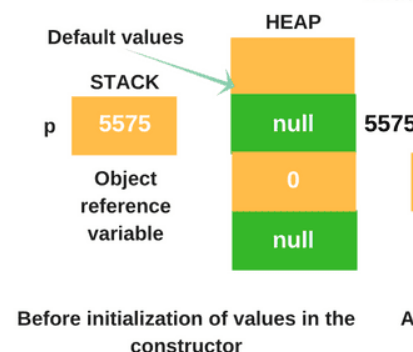 HEAP
Default values
STACK
p
5575
null
5575
Object
reference
variable
0
null
Before initialization of values in the
constructor
A